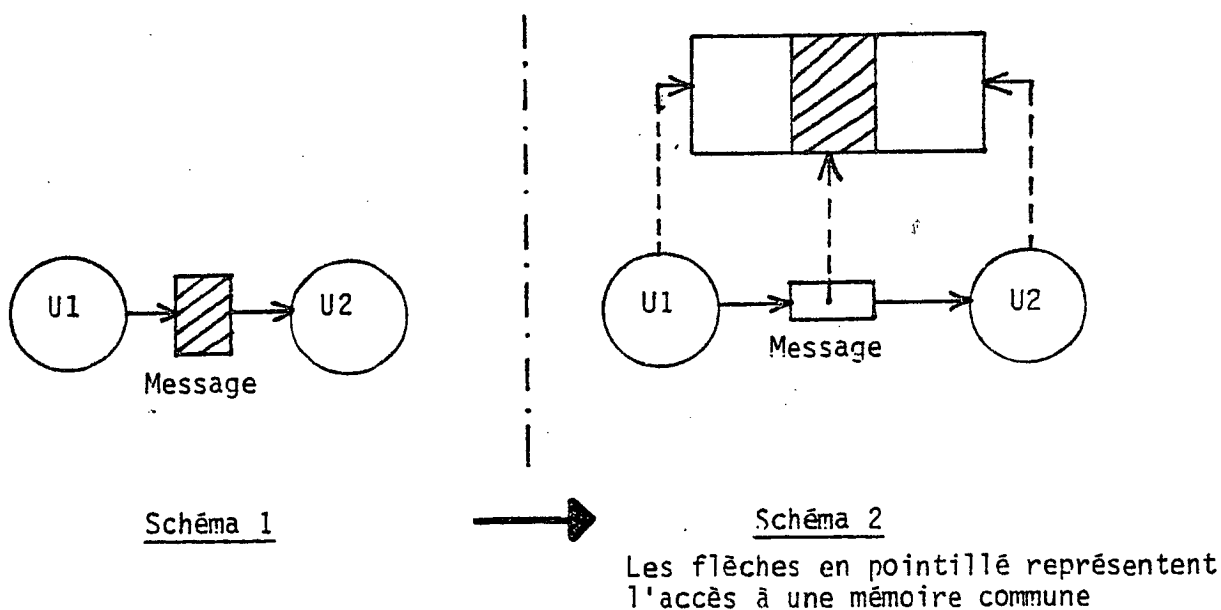 U1
U2
Message
Schéma 1
U1
U2
Message
Schéma 2
Les flèches en pointillé représentent
l'accès à une mémoire commune